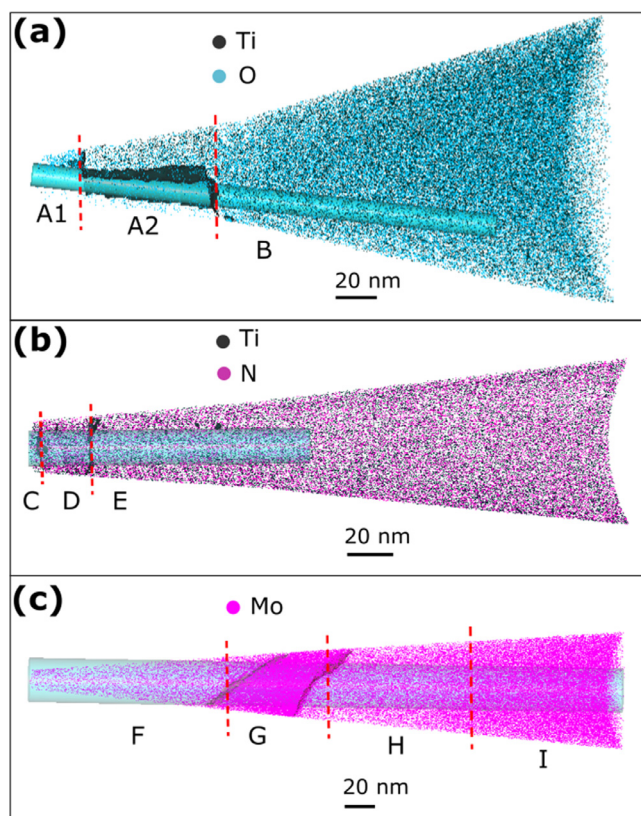 (a)
Ti
O
A1
A2
B
20 nm
(b)
Ti
N
C D E
20 nm
(c)
Mo
F G H I
20 nm